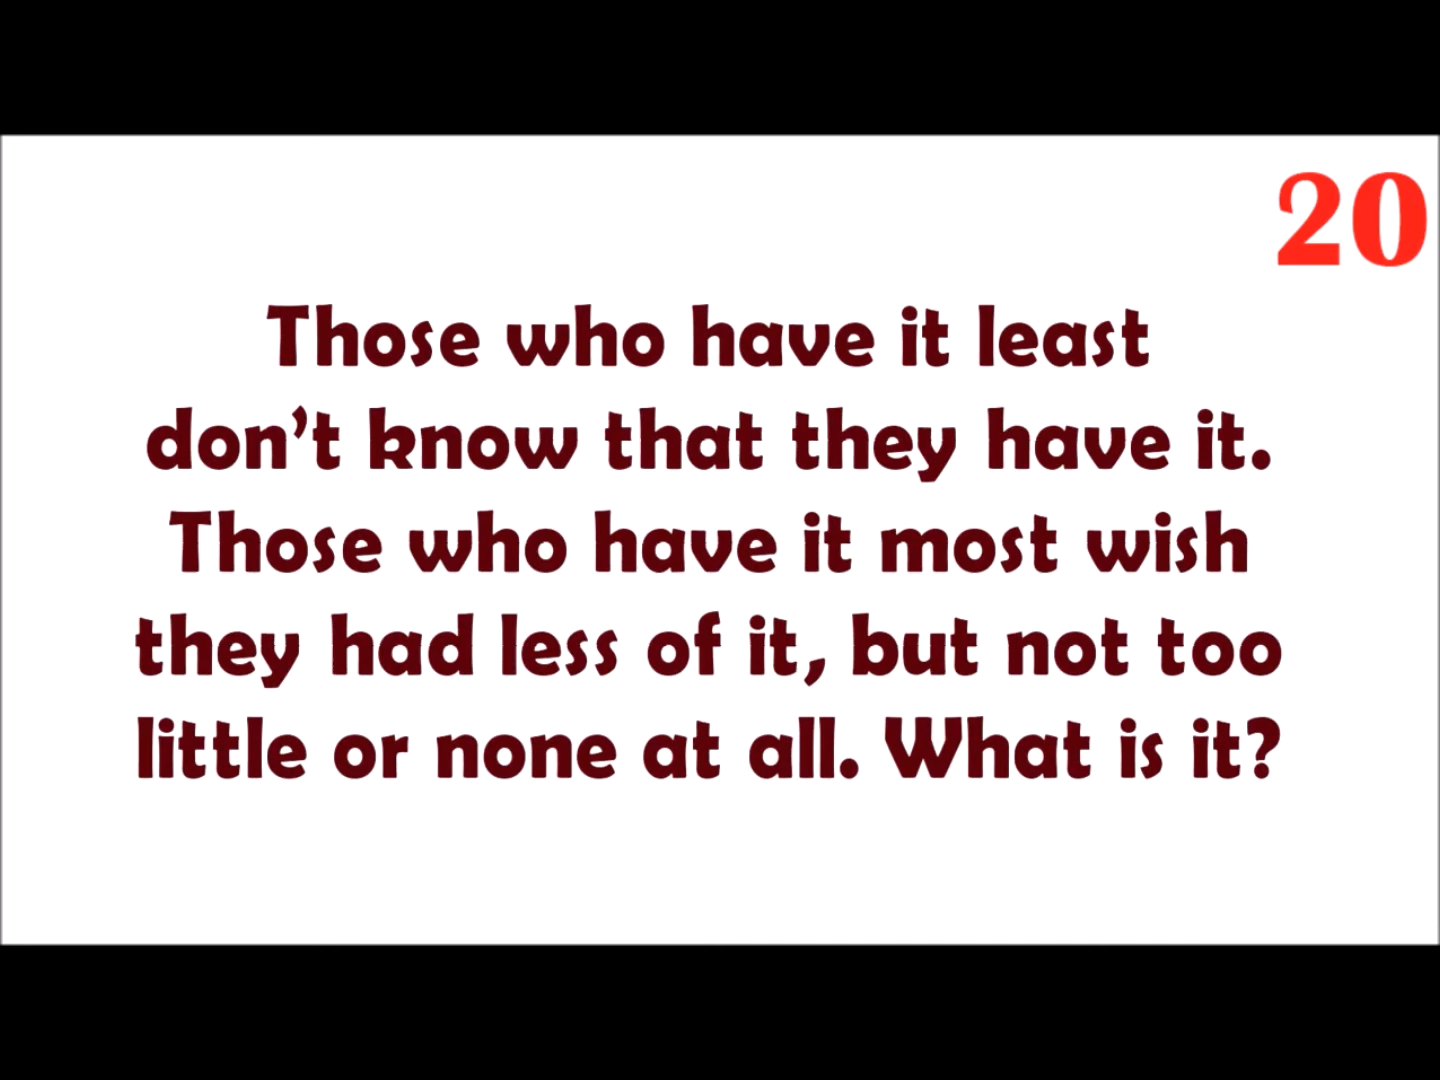 20
Those who have it least
don’t know that they have it.
Those who have it most wish
they had less of it, but not too
little or none at all. What is it?